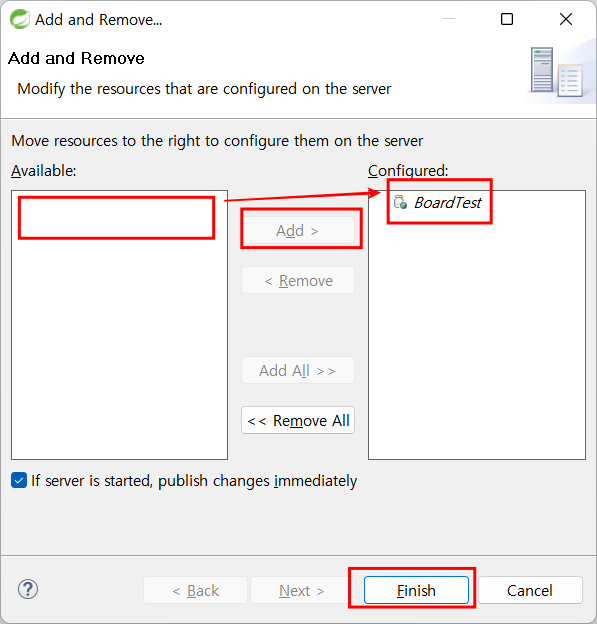 Add and Remove...
Add and Remove
Modify the resources that are configured on the server
Move resources to the right to configure them on the server
Available:
Configured:
BoardTest
Add >
< Remove
Add All > >
<< Remove All
If server is started, publish changes immediately
?
< Back
Next >
Finish
Cancel